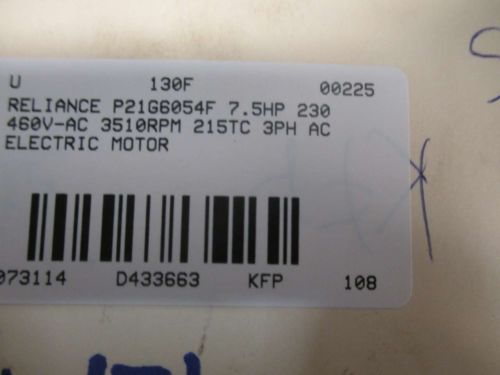 U 130F 00225
RELIANCE P21G6054F 7.5HP 230
460V-AC 3510RPM 215TC 3PH AC
ELECTRIC MOTOR
073114 D433663 KFP 108